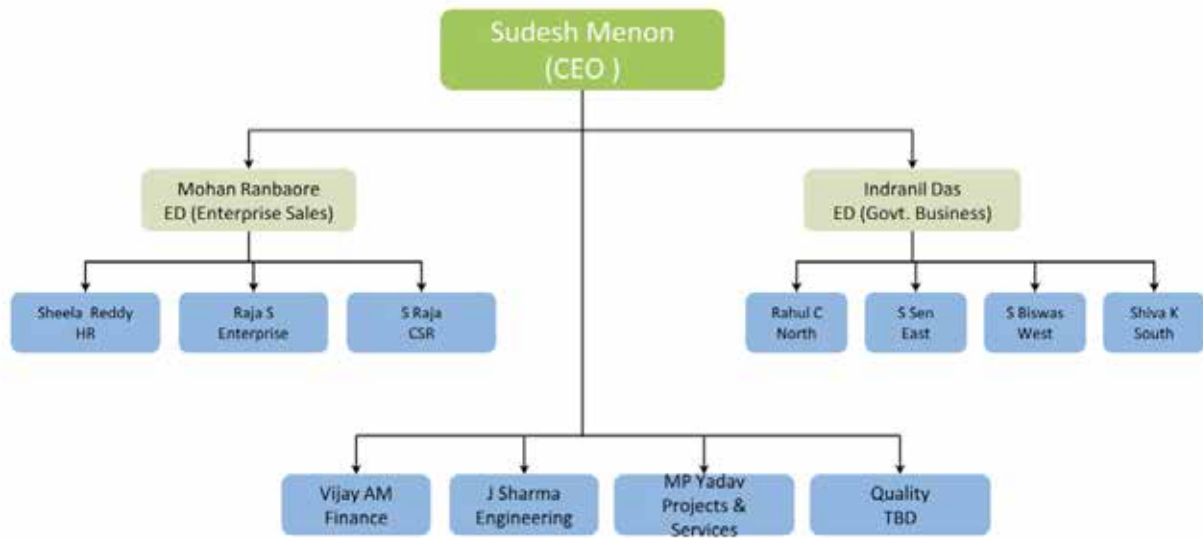 Sudesh Menon
(CEO )
Mohan Ranbaore
ED (Enterprise Sales)
Indranil Das
ED (Govt. Business)
Sheela Reddy
HR
Raja S
Enterprise
S Raja
CSR
Rahul C
North
S Sen
East
S Biswas
West
Shiva K
South
Vijay AM
Finance
J Sharma
Engineering
MP Yadav
Projects &
Services
Quality
TBD